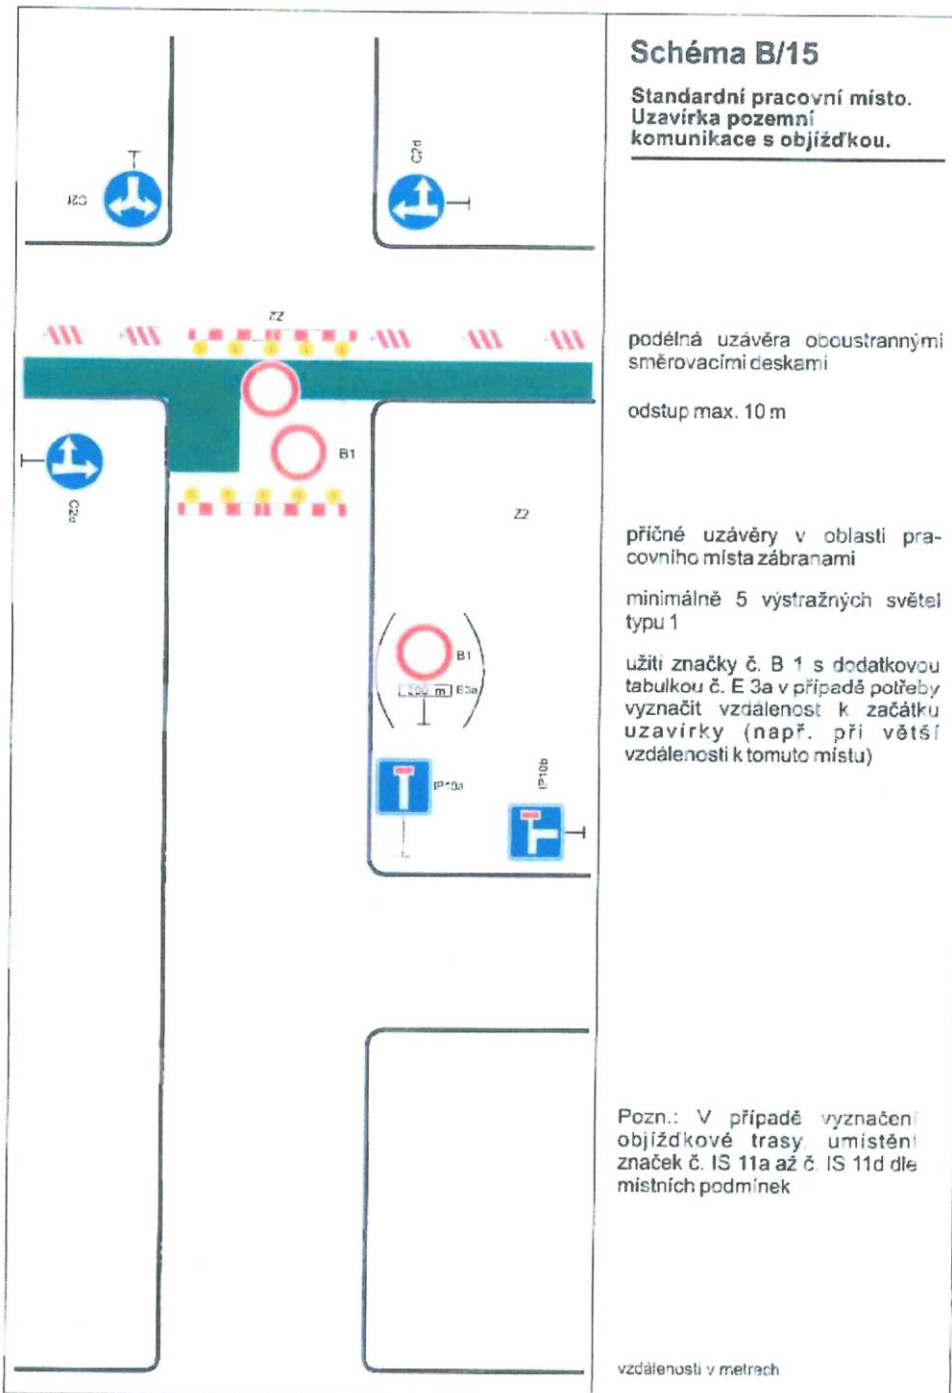 Schéma B/15
Standardní pracovní místo.
Uzavírka pozemní
komunikace s objížďkou.
C2f
C2d
Z2
podélná uzávěra oboustrannými
směrovacími deskami
odstup max. 10 m
B1
C2e
Z2
příčné uzávěry v oblasti pra-
covního místa zábranami
minimálně 5 výstražných světel
typu 1
B1
200 m E3a
užití značky č. B 1 s dodatkovou
tabulkou č. E 3a v případě potřeby
vyznačit vzdálenost k začátku
uzavírky (např. při větší
vzdálenosti k tomuto místu)
IP10a
IP10b
Pozn.: V případě vyznačení
objížďkové trasy umístění
značek č. IS 11a až č. IS 11d dle
místních podmínek
vzdálenosti v metrech